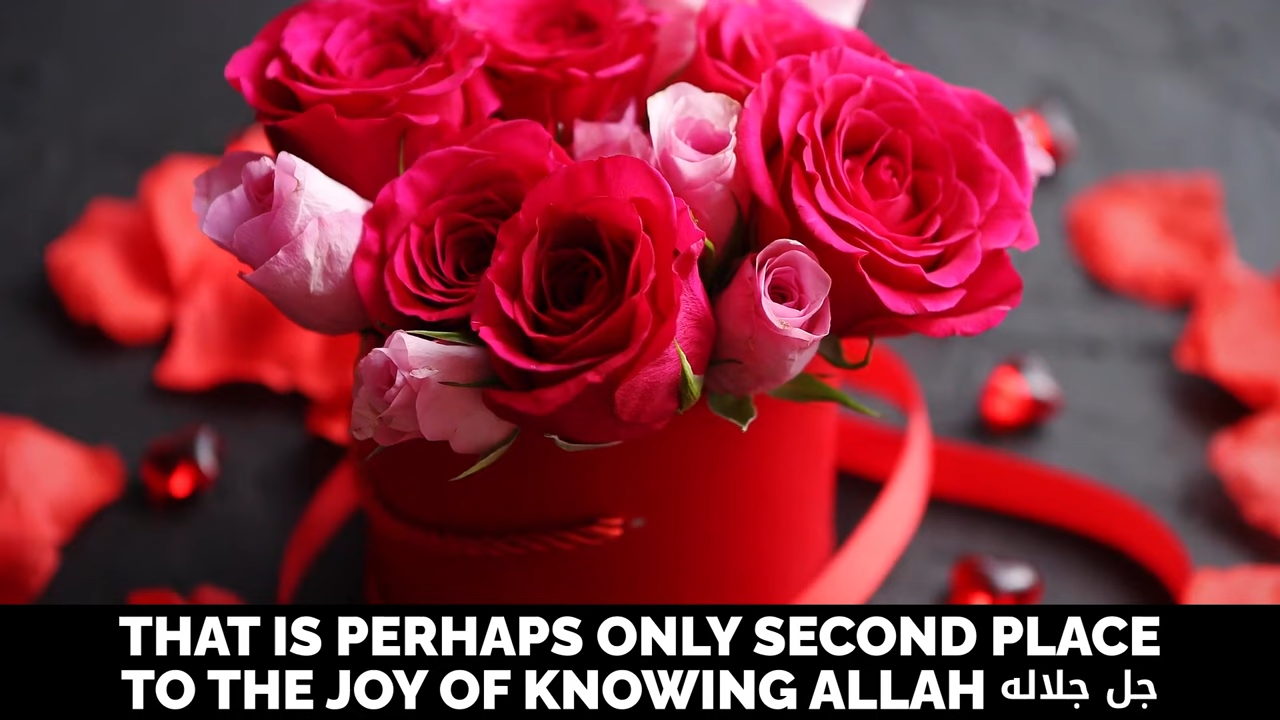 THAT IS PERHAPS ONLY SECOND PLACE
TO THE JOY OF KNOWING ALLAH جل جلاله